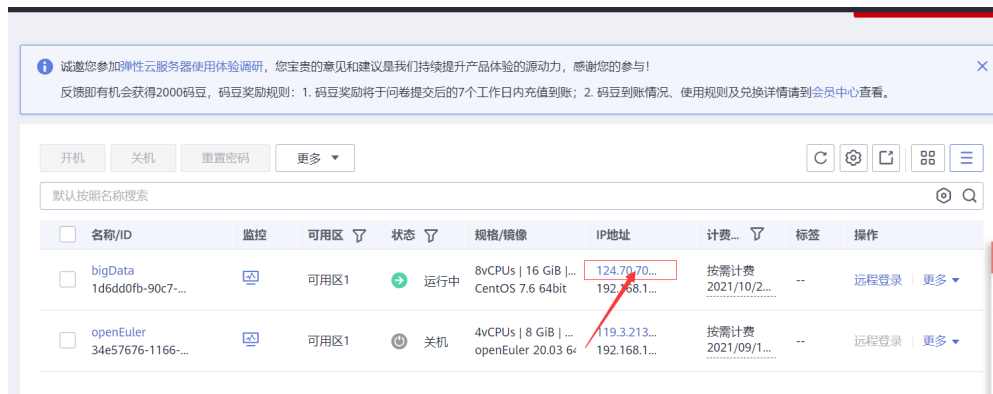 诚邀您参加弹性云服务器使用体验调研，您宝贵的意见和建议是我们持续提升产品体验的源动力，感谢您的参与！
反馈即有机会获得2000码豆，码豆奖励规则：1. 码豆奖励将于问卷提交后的7个工作日内充值到账；2. 码豆到账情况、使用规则及兑换详情请到会员中心查看。
开机 关机 重置密码 更多
默认按照名称搜索
名称/ID 监控 可用区 状态 规格/镜像 IP地址 计费... 标签 操作
bigData 可用区1 运行中 8vCPUs | 16 GiB |... 124.70.70... 按需计费 -- 远程登录 更多
1d6dd0fb-90c7-... CentOS 7.6 64bit 192.168.1... 2021/10/2...
openEuler 可用区1 关机 4vCPUs | 8 GiB | ... 119.3.213... 按需计费 -- 远程登录 更多
34e57676-1166-... openEuler 20.03 64 192.168.1... 2021/09/1...